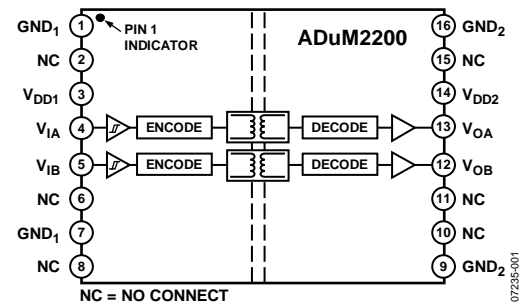 GND1 1 PIN 1 INDICATOR ADuM2200 16 GND2
NC 2 15 NC
VDD1 3 14 VDD2
VIA 4 ENCODE DECODE 13 VOA
VIB 5 ENCODE DECODE 12 VOB
NC 6 11 NC
GND1 7 10 NC
NC 8 9 GND2
NC = NO CONNECT
07235-001